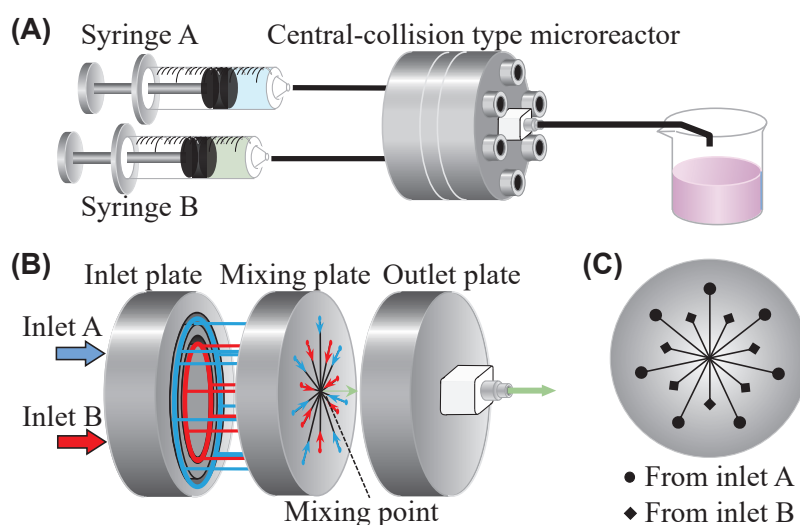 (A)
Syringe A
Central-collision type microreactor
Syringe B
(B)
Inlet plate
Mixing plate
Outlet plate
Inlet A
Inlet B
Mixing point
(C)
From inlet A
From inlet B